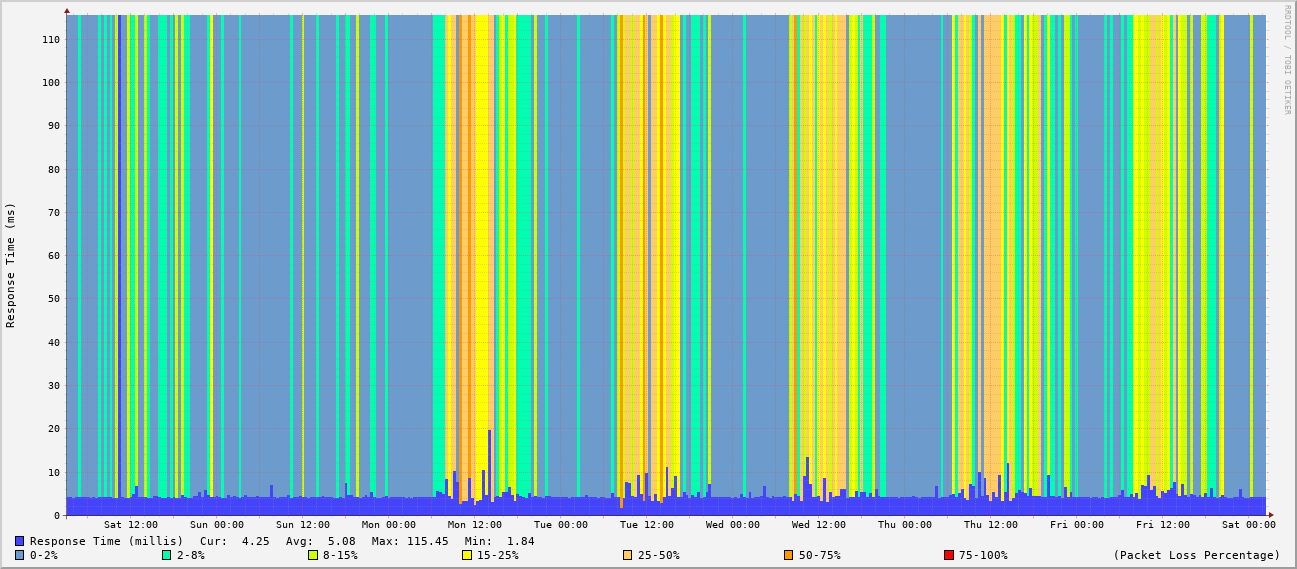 RRDTOOL / TOBI OETIKER
Response Time (ms)
110
100
90
80
70
60
50
40
30
20
10
0
Sat 12:00 Sun 00:00 Sun 12:00 Mon 00:00 Mon 12:00 Tue 00:00 Tue 12:00 Wed 00:00 Wed 12:00 Thu 00:00 Thu 12:00 Fri 00:00 Fri 12:00 Sat 00:00
Response Time (millis) Cur: 4.25 Avg: 5.08 Max: 115.45 Min: 1.84
0-2% 2-8% 8-15% 15-25% 25-50% 50-75% 75-100% (Packet Loss Percentage)